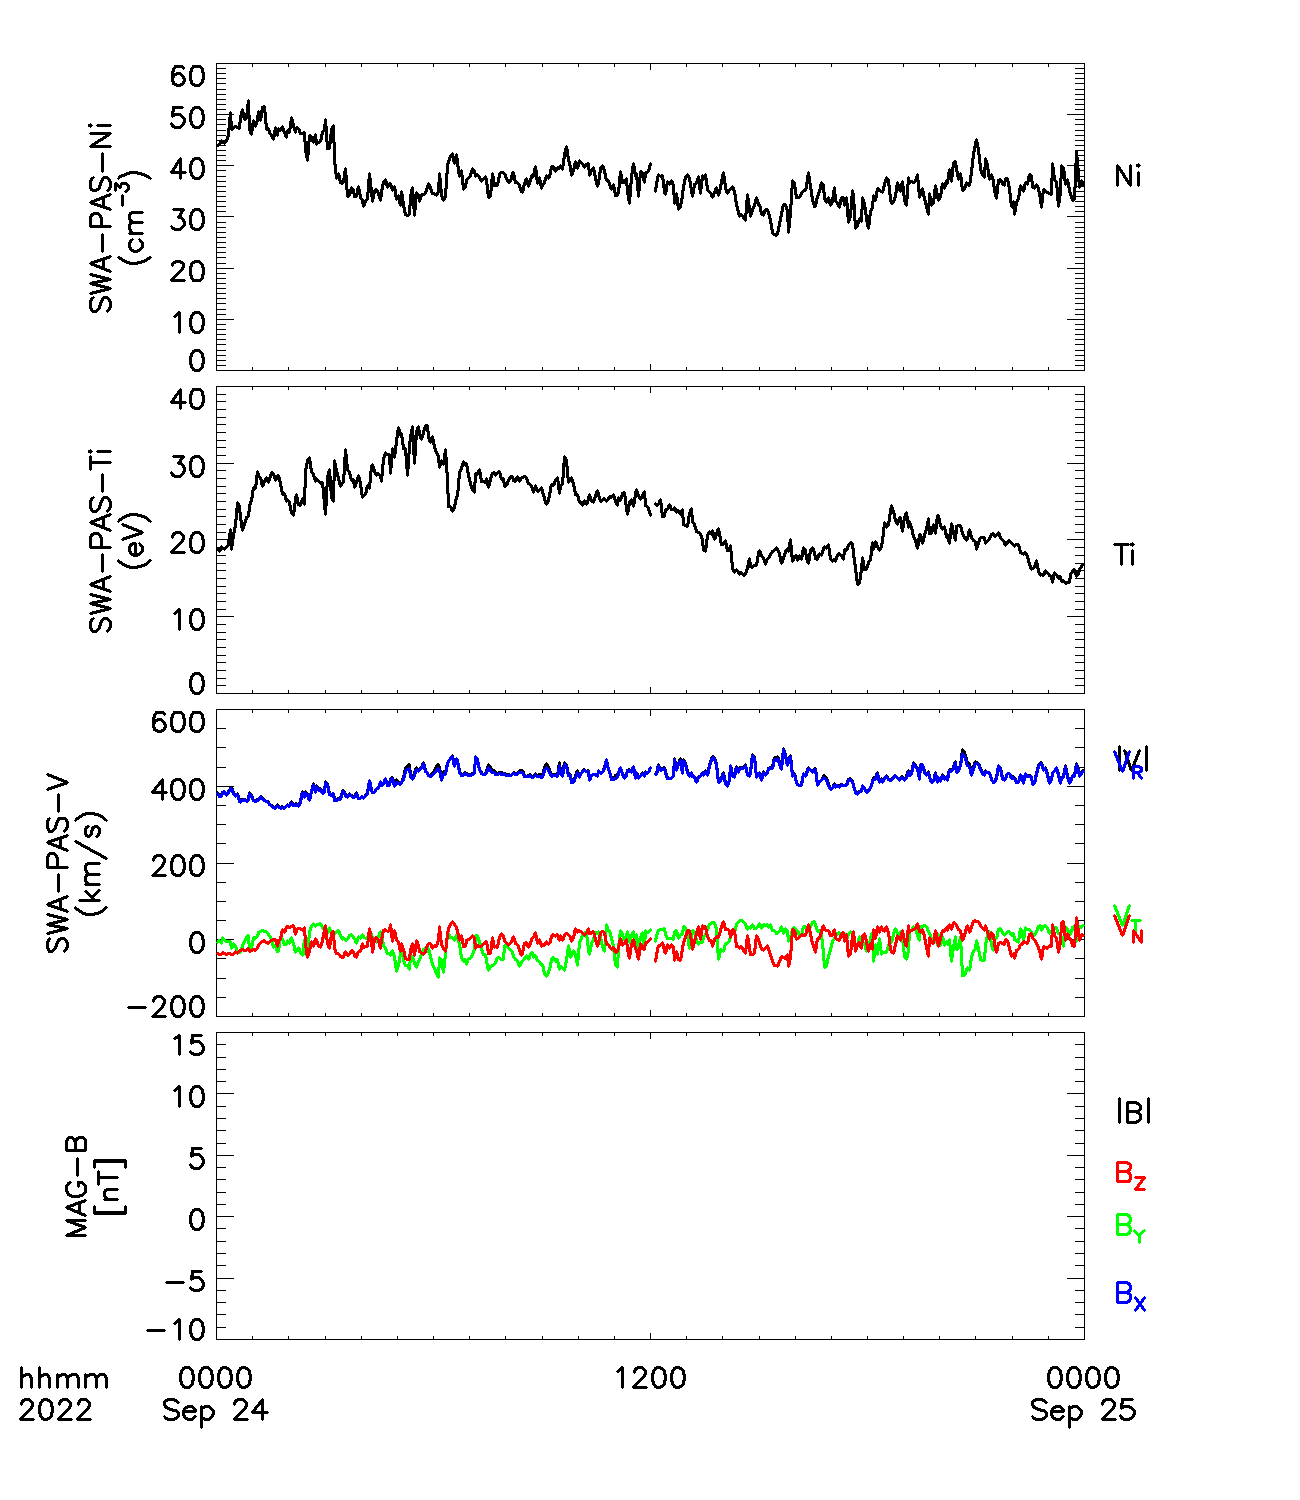 SWA-PAS-Ni
(cm⁻³)
60
50
40
30
20
10
0
Ni
SWA-PAS-Ti
(eV)
40
30
20
10
0
Ti
SWA-PAS-V
(km/s)
600
400
200
0
-200
|V|
V_R
V_T
V_N
MAG-B
[nT]
15
10
5
0
-5
-10
|B|
B_Z
B_Y
B_X
hhmm 0000 1200 0000
2022 Sep 24 Sep 25